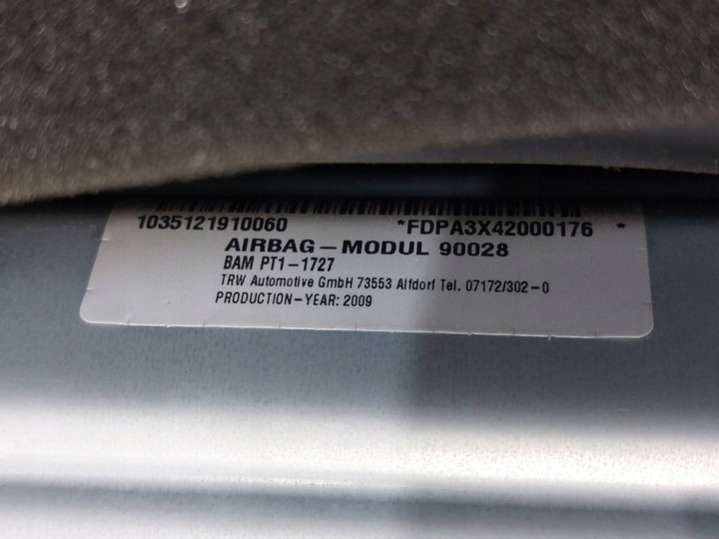 1035121910060 *FDPA3X42000176 *
AIRBAG-MODUL 90028
BAM PT1-1727
TRW Automotive GmbH 73553 Alfdorf Tel. 07172/302-0
PRODUCTION-YEAR: 2009